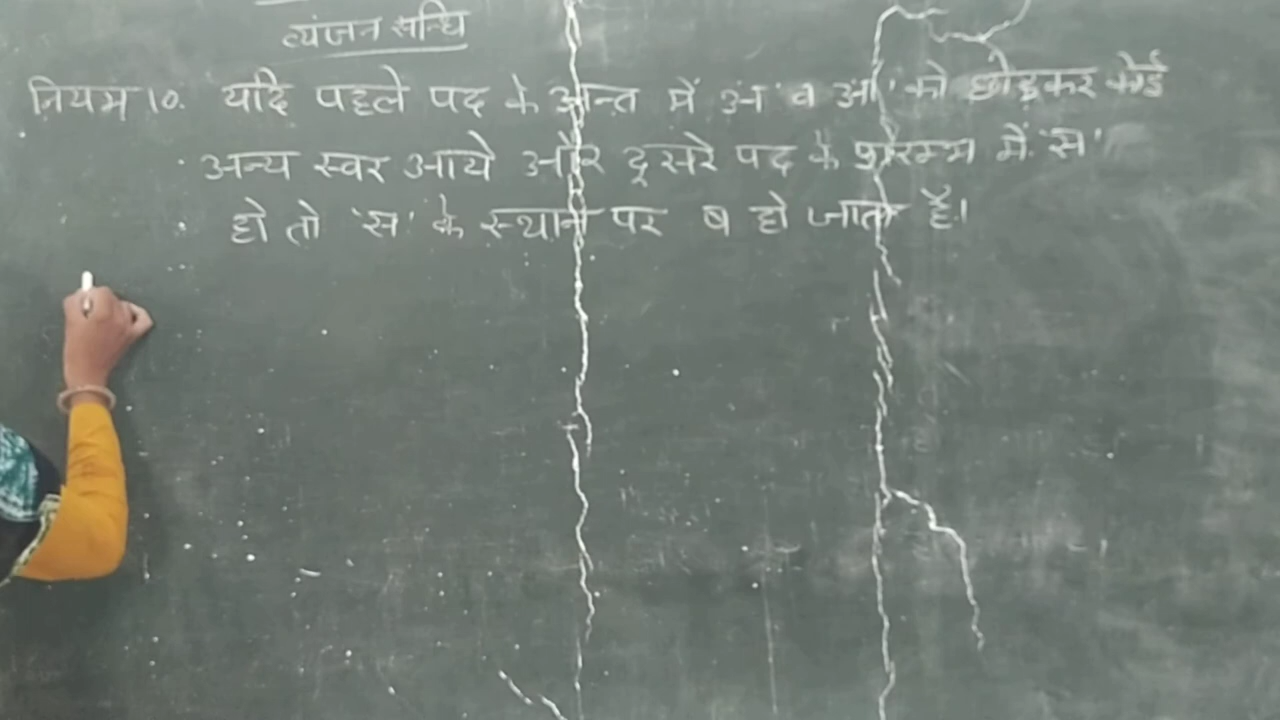 व्यंजन सन्धि
नियम 10. यदि पहले पद के अन्त में 'अ' व 'आ' को छोड़कर कोई
अन्य स्वर आये और दूसरे पद के प्रारम्भ में 'स'
हो तो 'स' के स्थान पर ष हो जाता है।